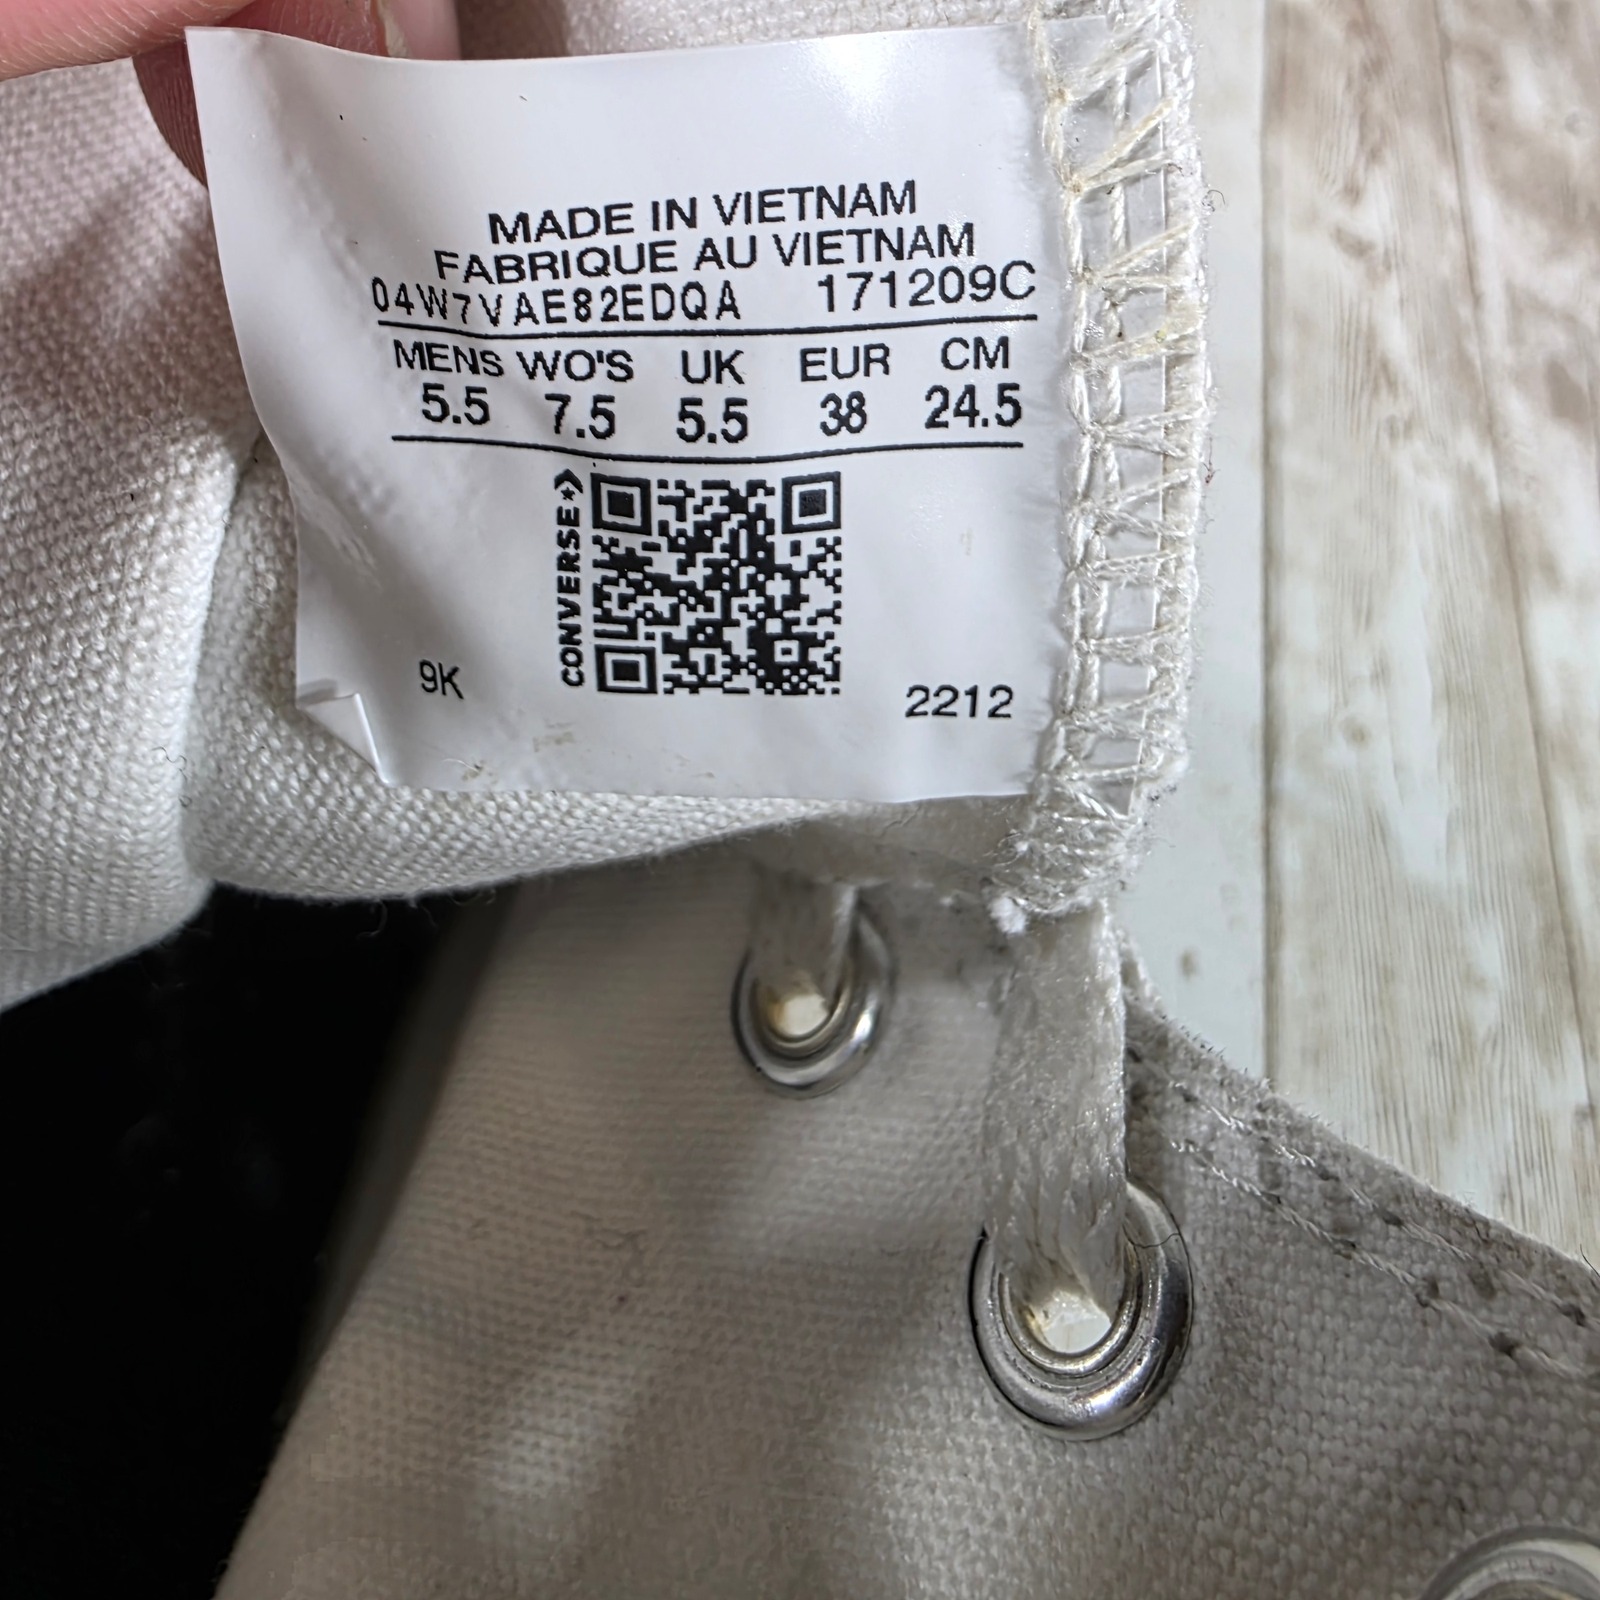 MADE IN VIETNAM
FABRIQUE AU VIETNAM
04W7VAE82EDQA 171209C
MENS WO'S UK EUR CM
5.5 7.5 5.5 38 24.5
CONVERSE
9K 2212